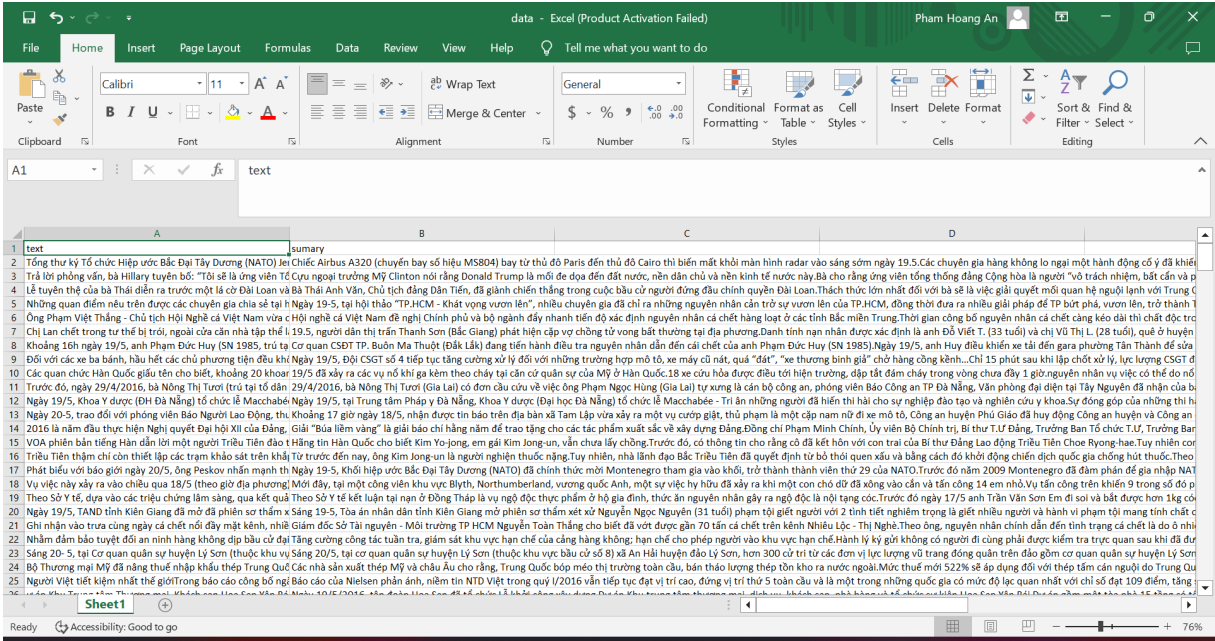 data - Excel (Product Activation Failed)
Pham Hoang An
File Home Insert Page Layout Formulas Data Review View Help Tell me what you want to do
Calibri 11 A A
ab Wrap Text
General
Paste
B I U
Merge & Center
$ % ,
Conditional Formatting
Format as Table
Cell Styles
Insert Delete Format
Sort & Filter
Find & Select
Clipboard Font Alignment Number Styles Cells Editing
A1 fx text
A B C D
1 text sumary
2 Tổng thư ký Tổ chức Hiệp ước Bắc Đại Tây Dương (NATO) Chiếc Airbus A320 (chuyến bay số hiệu MS804) bay từ thủ đô Paris đến thủ đô Cairo thì biến mất khỏi màn hình radar vào sáng sớm ngày 19.5.Các chuyên gia hàng không lo ngại một hành động cố ý đã khiến
3 Trả lời phỏng vấn, bà Hillary tuyên bố: "Tôi sẽ là ứng viên Cựu ngoại trưởng Mỹ Clinton nói rằng Donald Trump là mối đe dọa đến đất nước, nền dân chủ và nền kinh tế nước này.Bà cho rằng ứng viên tổng thống đảng Cộng hòa là người "vô trách nhiệm, bất cẩn và
4 Lễ tuyên thệ của bà Thái diễn ra trước một lá cờ Đài Loan và Bà Thái Anh Văn, Chủ tịch đảng Dân Tiến, đã giành chiến thắng trong cuộc bầu cử người đứng đầu chính quyền Đài Loan.Thách thức lớn nhất đối với bà sẽ là việc giải quyết mối quan hệ nguội lạnh với Trung
5 Những quan điểm nêu trên được các chuyên gia chia sẻ tại Ngày 19-5, tại hội thảo "TP.HCM - Khát vọng vươn lên", nhiều chuyên gia đã chỉ ra những nguyên nhân cản trở sự vươn lên của TP.HCM, đồng thời đưa ra nhiều giải pháp để TP bứt phá, vươn lên, trở thành
6 Ông Phạm Việt Thắng - Chủ tịch Hội Nghề cá Việt Nam vừa Hội nghề cá Việt Nam đề nghị Chính phủ và bộ ngành đẩy nhanh tiến độ xác định nguyên nhân cá chết hàng loạt ở các tỉnh Bắc miền Trung.Thời gian công bố nguyên nhân cá chết càng kéo dài thì chất độc
7 Chị Lan chết trong tư thế bị trói, ngoài cửa căn nhà tập thể 19.5, người dân thị trấn Thanh Sơn (Bắc Giang) phát hiện cặp vợ chồng tử vong bất thường tại địa phương.Danh tính nạn nhân được xác định là anh Đỗ Viết T. (33 tuổi) và chị Vũ Thị L. (28 tuổi), quê ở huyện
8 Khoảng 16h ngày 19/5, anh Phạm Đức Huy (SN 1985, trú Cơ quan CSĐT TP. Buôn Ma Thuột (Đắk Lắk) đang tiến hành điều tra nguyên nhân dẫn đến cái chết của anh Phạm Đức Huy (SN 1985).Ngày 19/5, anh Huy điều khiển xe tải đến gara phường Tân Thành để sửa
9 Đối với các xe ba bánh, hầu hết các chủ phương tiện đều Ngày 19/5, Đội CSGT số 4 tiếp tục tăng cường xử lý đối với những trường hợp mô tô, xe máy cũ nát, quá "đát", "xe thương binh giả" chở hàng cồng kềnh...Chỉ 15 phút sau khi lập chốt xử lý, lực lượng CSGT
10 Các quan chức Hàn Quốc giấu tên cho biết, khoảng 20 19/5 đã xảy ra các vụ nổ khí ga kèm theo cháy tại căn cứ quân sự của Mỹ ở Hàn Quốc.18 xe cứu hỏa được điều tới hiện trường, dập tắt đám cháy trong vòng chưa đầy 1 giờ.nguyên nhân vụ việc có thể do nổ
11 Trước đó, ngày 29/4/2016, bà Nông Thị Tươi (trú tại tổ dân 29/4/2016, bà Nông Thị Tươi (Gia Lai) có đơn cầu cứu về việc ông Phạm Ngọc Hùng (Gia Lai) tự xưng là cán bộ công an, phóng viên Báo Công an TP Đà Nẵng, Văn phòng đại diện tại Tây Nguyên đã nhận của
12 Ngày 19/5, Khoa Y dược (ĐH Đà Nẵng) tổ chức lễ Ngày 19/5, tại Trung tâm Pháp y Đà Nẵng, Khoa Y dược (Đại học Đà Nẵng) tổ chức lễ Macchabée - Tri ân những người đã hiến thi hài cho sự nghiệp đào tạo và nghiên cứu y khoa.Sự đóng góp của những thi
13 Ngày 20-5, trao đổi với phóng viên Báo Người Lao Động, Khoảng 17 giờ ngày 18/5, nhận được tin báo trên địa bàn xã Tam Lập vừa xảy ra một vụ cướp giật, thủ phạm là một cặp nam nữ đi xe mô tô, Công an huyện Phú Giáo đã huy động Công an huyện và Công an
14 2016 là năm đầu thực hiện Nghị quyết Đại hội XII của Đảng, Giải "Búa liềm vàng" là giải báo chí hằng năm để trao tặng cho các tác phẩm xuất sắc về xây dựng Đảng.Đồng chí Phạm Minh Chính, Ủy viên Bộ Chính trị, Bí thư T.Ư Đảng, Trưởng Ban Tổ chức T.Ư, Trưởng
15 VOA phiên bản tiếng Hàn dẫn lời một người Triều Tiên đào Hãng tin Hàn Quốc cho biết Kim Yo-jong, em gái Kim Jong-un, vẫn chưa lấy chồng.Trước đó, có thông tin cho rằng cô đã kết hôn với con trai của Bí thư Đảng Lao động Triều Tiên Choe Ryong-hae.Tuy nhiên
16 Triều Tiên thậm chí còn thiết lập các trạm khảo sát trên Từ trước đến nay, ông Kim Jong-un là người nghiện thuốc nặng.Tuy nhiên, nhà lãnh đạo Bắc Triều Tiên đã quyết định từ bỏ thói quen xấu và bằng cách đó khởi động chiến dịch quốc gia chống hút thuốc.Theo
17 Phát biểu với báo giới ngày 20/5, ông Peskov nhấn mạnh Ngày 19-5, Khối hiệp ước Bắc Đại Tây Dương (NATO) đã chính thức mời Montenegro tham gia vào khối, trở thành thành viên thứ 29 của NATO.Trước đó năm 2009 Montenegro đã đàm phán để gia nhập
18 Vụ việc này xảy ra vào chiều qua 18/5 (theo giờ địa phương) Mới đây, tại một công viên khu vực Blyth, Northumberland, vương quốc Anh, một sự việc hy hữu đã xảy ra khi một con chó dữ đã xông vào cắn và tấn công 14 em nhỏ.Vụ tấn công trên khiến 9 trong số đó
19 Theo Sở Y tế, dựa vào các triệu chứng lâm sàng, qua kết quả Theo Sở Y tế kết luận tại nạn ở Đồng Tháp là vụ ngộ độc thực phẩm ở hộ gia đình, thức ăn nguyên nhân gây ra ngộ độc là nội tạng cóc.Trước đó ngày 17/5 anh Trần Văn Sơn Em đi soi và bắt được hơn 1kg
20 Ngày 19/5, TAND tỉnh Kiên Giang đã mở đã phiên sơ thẩm Sáng 19-5, Tòa án nhân dân tỉnh Kiên Giang mở phiên sơ thẩm xét xử Nguyễn Ngọc Nguyên (31 tuổi) phạm tội giết người với 2 tình tiết nghiêm trọng là giết nhiều người và hành vi phạm tội mang tính chất
21 Ghi nhận vào trưa cùng ngày cá chết nổi đầy mặt kênh, Giám đốc Sở Tài nguyên - Môi trường TP HCM Nguyễn Toàn Thắng cho biết đã vớt được gần 70 tấn cá chết trên kênh Nhiêu Lộc - Thị Nghè.Theo ông, nguyên nhân chính dẫn đến tình trạng cá chết là do ô
22 Nhằm đảm bảo tuyệt đối an ninh hàng không dịp bầu cử đại Tăng cường công tác tuần tra, giám sát khu vực hạn chế của cảng hàng không; hạn chế cho phép người vào khu vực hạn chế.Hành lý ký gửi không có người đi cùng phải được kiểm tra trực quan sau khi đã
23 Sáng 20- 5, tại Cơ quan quân sự huyện Lý Sơn (thuộc khu Sáng 20/5, tại cơ quan quân sự huyện Lý Sơn (thuộc khu vực bầu cử số 8) xã An Hải huyện đảo Lý Sơn, hơn 300 cử tri từ các đơn vị lực lượng vũ trang đóng quân trên đảo gồm cơ quan quân sự huyện Lý Sơn
24 Bộ Thương mại Mỹ đã nâng thuế nhập khẩu thép Trung Các nhà sản xuất thép Mỹ và châu Âu cho rằng, Trung Quốc bóp méo thị trường toàn cầu, bán tháo lượng thép tồn kho ra nước ngoài.Mức thuế mới 522% sẽ áp dụng đối với thép tấm cán nguội do Trung
25 Người Việt tiết kiệm nhất thế giớiTrong báo cáo công bố Báo cáo của Nielsen phản ánh, niềm tin NTD Việt trong quý I/2016 vẫn tiếp tục đạt vị trí cao, đứng vị trí thứ 5 toàn cầu và là một trong những quốc gia có mức độ lạc quan nhất với chỉ số đạt 109 điểm, tăng
Sheet1
Ready Accessibility: Good to go 76%